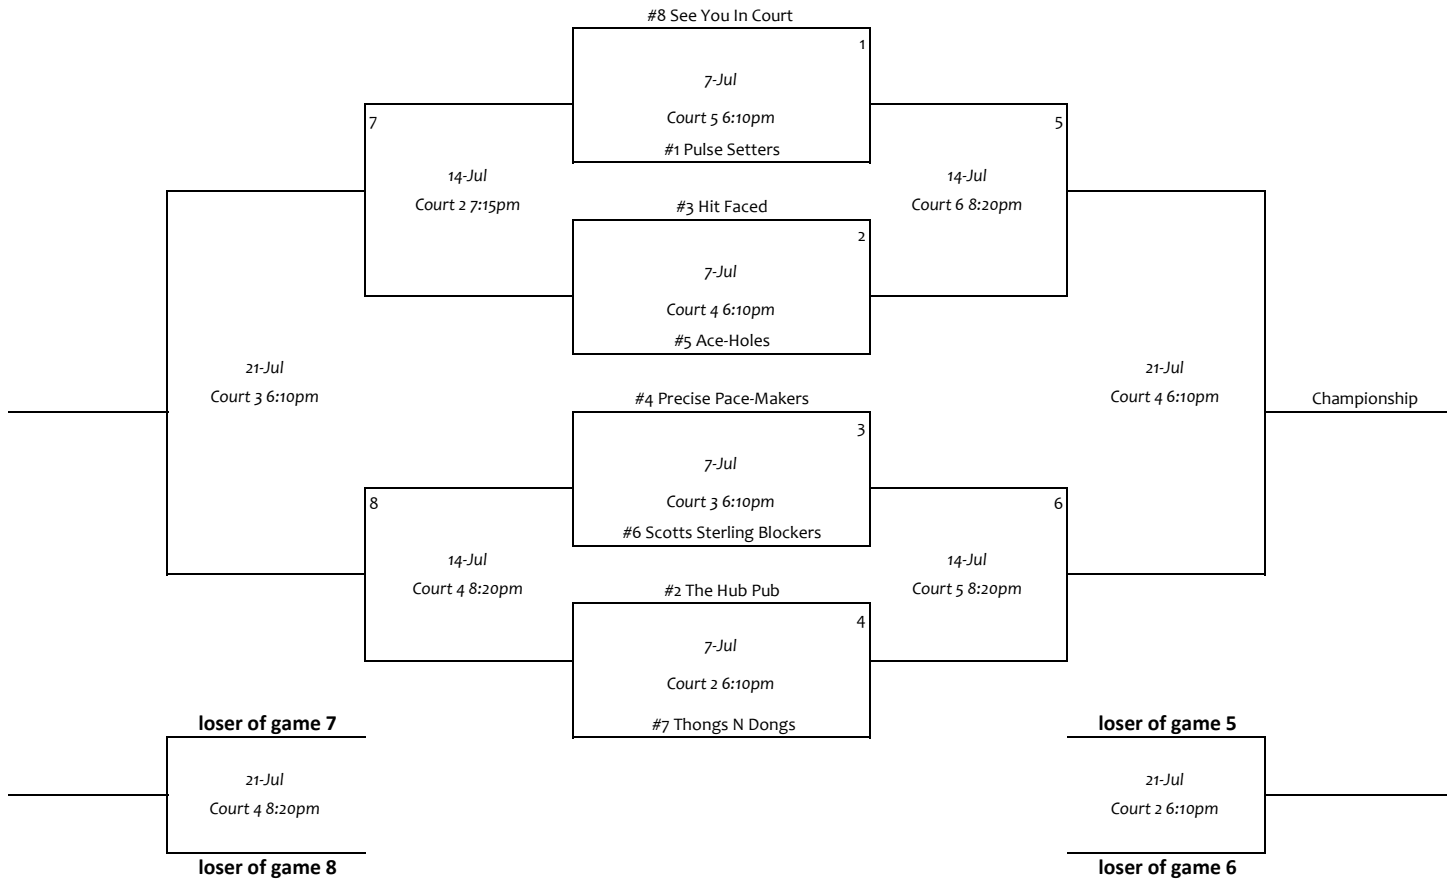 #8 See You In Court
1
7-Jul
Court 5 6:10pm
#1 Pulse Setters
7
14-Jul
Court 2 7:15pm
5
14-Jul
Court 6 8:20pm
#3 Hit Faced
2
7-Jul
Court 4 6:10pm
#5 Ace-Holes
21-Jul
Court 3 6:10pm
21-Jul
Court 4 6:10pm
Championship
#4 Precise Pace-Makers
3
7-Jul
Court 3 6:10pm
#6 Scotts Sterling Blockers
8
14-Jul
Court 4 8:20pm
6
14-Jul
Court 5 8:20pm
#2 The Hub Pub
4
7-Jul
Court 2 6:10pm
#7 Thongs N Dongs
loser of game 7
21-Jul
Court 4 8:20pm
loser of game 8
loser of game 5
21-Jul
Court 2 6:10pm
loser of game 6